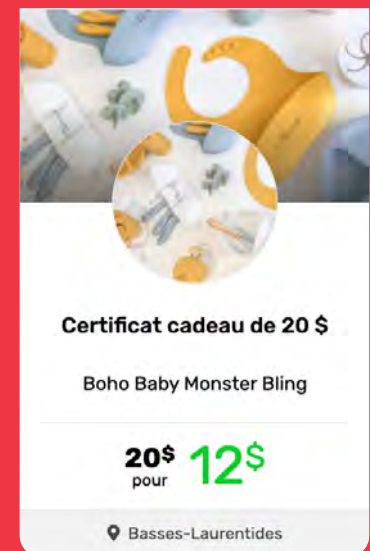 Certificat cadeau de 20 $
Boho Baby Monster Bling
20$ 12$
pour
Basses-Laurentides